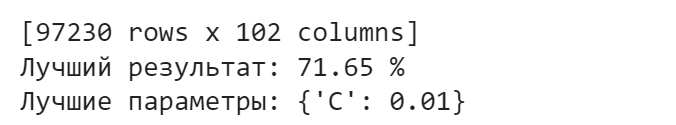 [97230 rows x 102 columns]
Лучший результат: 71.65 %
Лучшие параметры: {'C': 0.01}